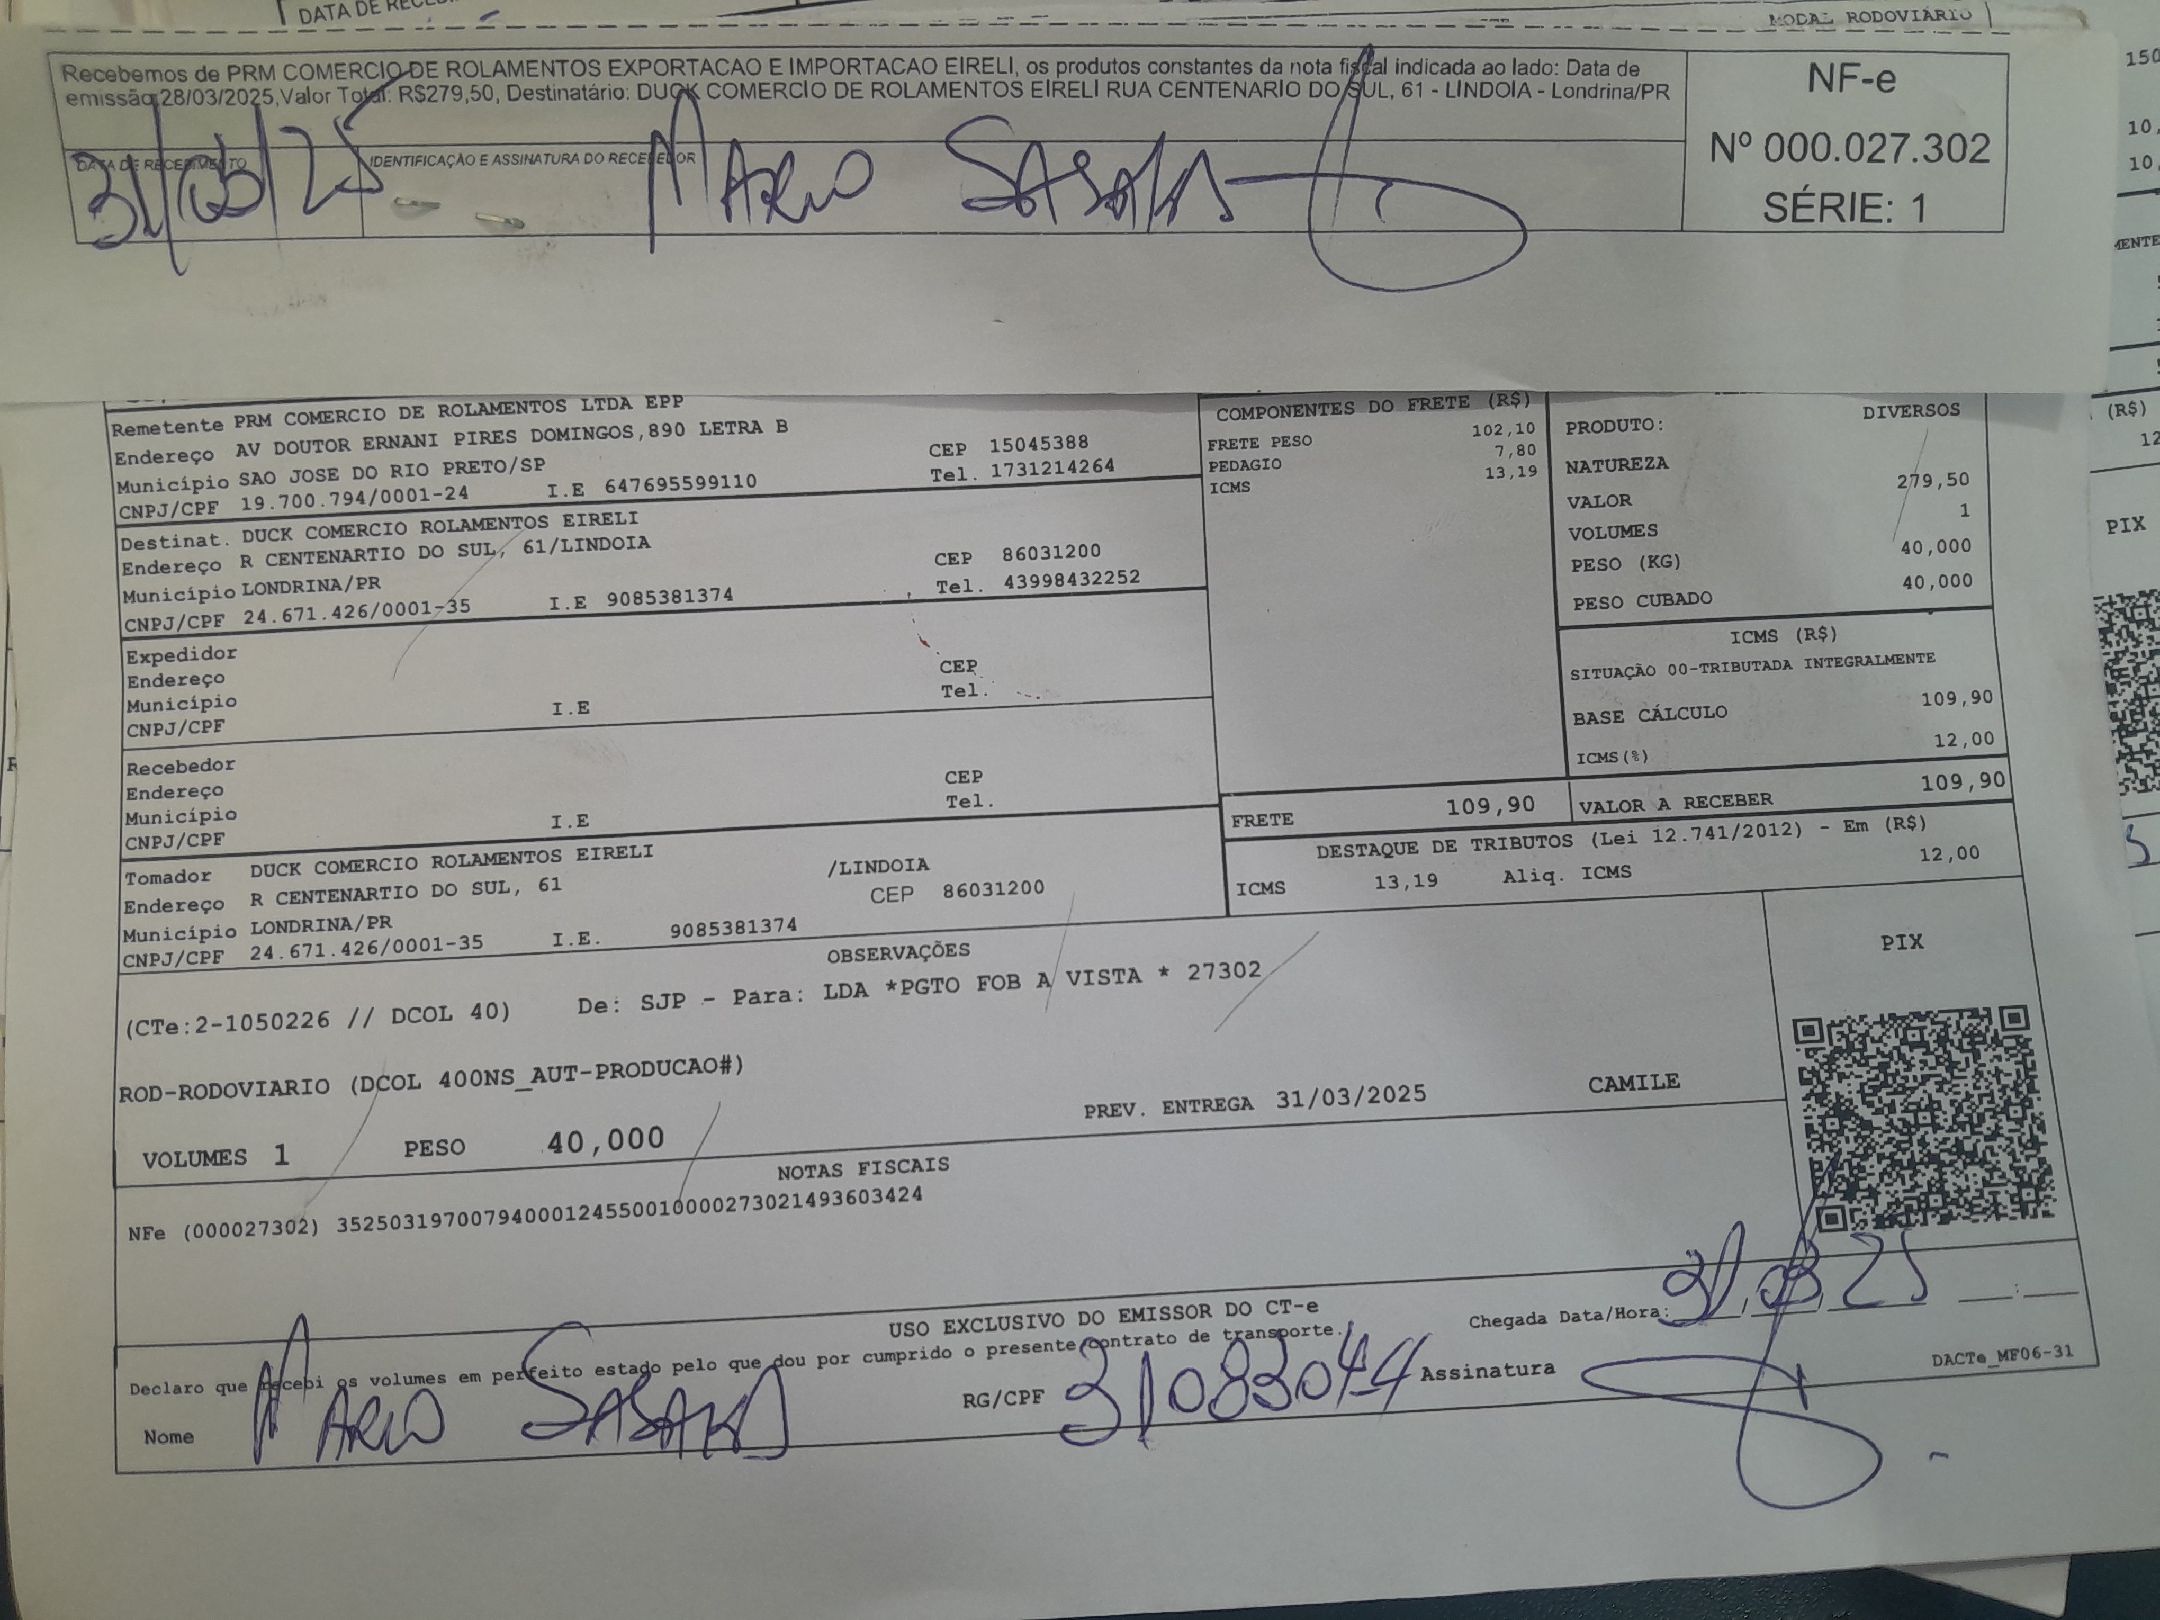 DATA DE
MODAL RODOVIÁRIO
Recebemos de PRM COMERCIO DE ROLAMENTOS EXPORTACAO E IMPORTACAO EIRELI, os produtos constantes da nota fiscal indicada ao lado: Data de
emissão 28/03/2025,Valor Total: R$279,50, Destinatário: DUCK COMERCIO DE ROLAMENTOS EIRELI RUA CENTENARIO DO SUL, 61 - LINDOIA - Londrina/PR
DATA DE RECEBIMENTO
31/03/25
IDENTIFICAÇÃO E ASSINATURA DO RECEBEDOR
MARIO SASAKI
NF-e
Nº 000.027.302
SÉRIE: 1
Remetente PRM COMERCIO DE ROLAMENTOS LTDA EPP
Endereço AV DOUTOR ERNANI PIRES DOMINGOS,890 LETRA B CEP 15045388
Município SAO JOSE DO RIO PRETO/SP Tel. 1731214264
CNPJ/CPF 19.700.794/0001-24 I.E 647695599110
Destinat. DUCK COMERCIO ROLAMENTOS EIRELI
Endereço R CENTENARTIO DO SUL, 61/LINDOIA CEP 86031200
Município LONDRINA/PR Tel. 43998432252
CNPJ/CPF 24.671.426/0001-35 I.E 9085381374
Expedidor
Endereço CEP
Município Tel.
CNPJ/CPF I.E
Recebedor
Endereço CEP
Município Tel.
CNPJ/CPF I.E
Tomador DUCK COMERCIO ROLAMENTOS EIRELI
Endereço R CENTENARTIO DO SUL, 61 /LINDOIA
Município LONDRINA/PR CEP 86031200
CNPJ/CPF 24.671.426/0001-35 I.E. 9085381374
COMPONENTES DO FRETE (R$)
FRETE PESO 102,10
PEDAGIO 7,80
ICMS 13,19
PRODUTO: DIVERSOS
NATUREZA
VALOR 279,50
VOLUMES 1
PESO (KG) 40,000
PESO CUBADO 40,000
ICMS (R$)
SITUAÇÃO 00-TRIBUTADA INTEGRALMENTE
BASE CÁLCULO 109,90
ICMS(%) 12,00
FRETE 109,90 VALOR A RECEBER 109,90
DESTAQUE DE TRIBUTOS (Lei 12.741/2012) - Em (R$)
ICMS 13,19 Aliq. ICMS 12,00
OBSERVAÇÕES
(CTe:2-1050226 // DCOL 40) De: SJP - Para: LDA *PGTO FOB A VISTA * 27302
ROD-RODOVIARIO (DCOL 400NS_AUT-PRODUCAO#)
PREV. ENTREGA 31/03/2025 CAMILE
VOLUMES 1 PESO 40,000
PIX
NOTAS FISCAIS
NFe (000027302) 35250319700794000124550010000273021493603424
USO EXCLUSIVO DO EMISSOR DO CT-e
Declaro que recebi os volumes em perfeito estado pelo que dou por cumprido o presente contrato de transporte.
Chegada Data/Hora: 31/03/25 :
Nome MARIO SASAKI RG/CPF 31083044 Assinatura
DACTe_MF06-31
150
10,
10,
MENTE
(R$)
12
PIX